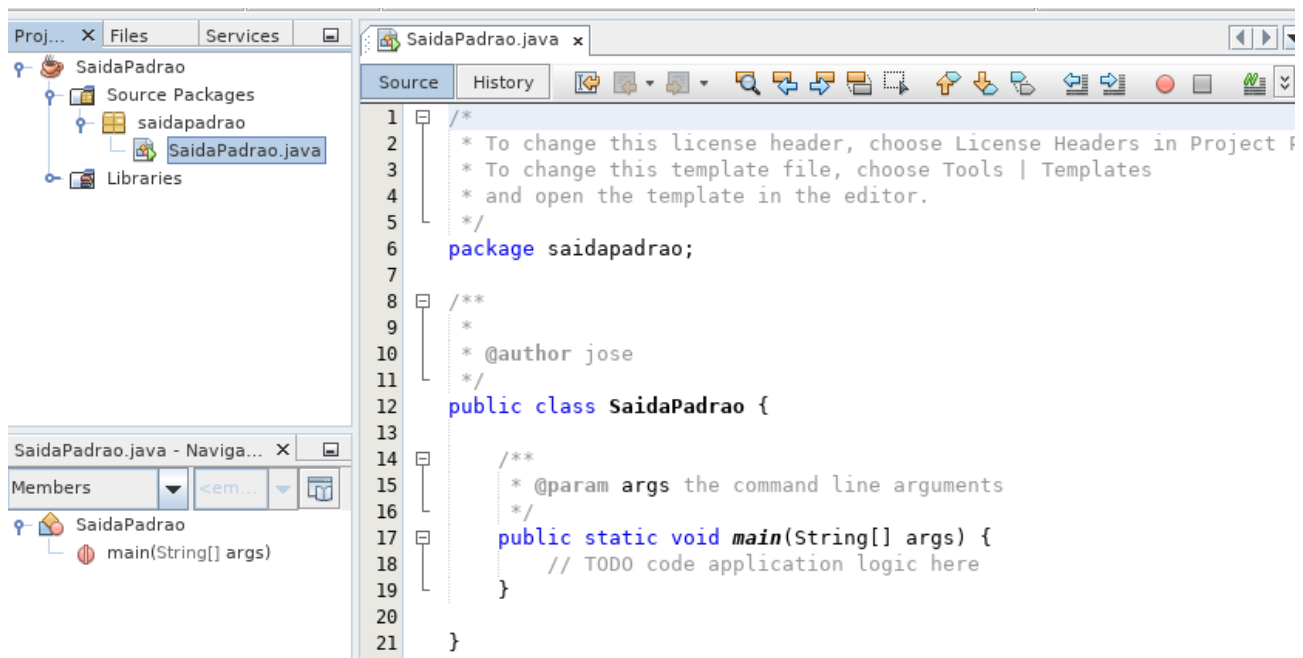 Proj...
Files
Services
SaidaPadrao
Source Packages
saidapadrao
SaidaPadrao.java
Libraries
SaidaPadrao.java - Naviga...
Members
<em...
SaidaPadrao
main(String[] args)
SaidaPadrao.java
Source
History
1 /*
2 * To change this license header, choose License Headers in Project P
3 * To change this template file, choose Tools | Templates
4 * and open the template in the editor.
5 */
6 package saidapadrao;
7
8 /**
9 *
10 * @author jose
11 */
12 public class SaidaPadrao {
13
14 /**
15 * @param args the command line arguments
16 */
17 public static void main(String[] args) {
18 // TODO code application logic here
19 }
20
21 }